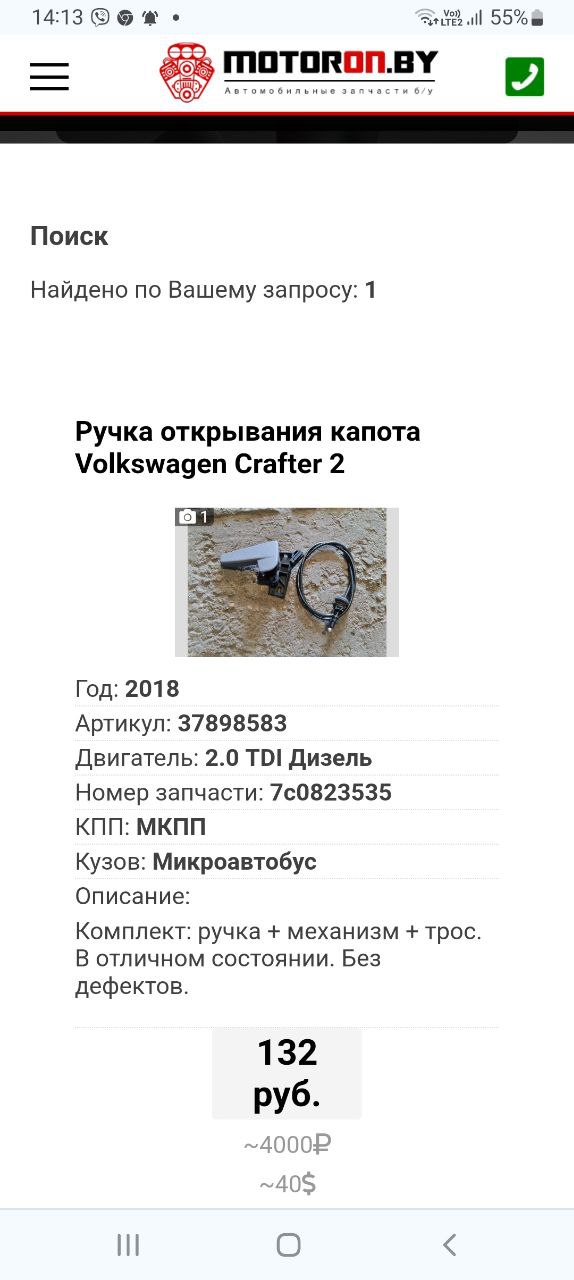 14:13
Vo)) LTE2 55%
MOTORON.BY
Автомобильные запчасти б/у
Поиск
Найдено по Вашему запросу: 1
Ручка открывания капота
Volkswagen Crafter 2
1
Год: 2018
Артикул: 37898583
Двигатель: 2.0 TDI Дизель
Номер запчасти: 7с0823535
КПП: МКПП
Кузов: Микроавтобус
Описание:
Комплект: ручка + механизм + трос.
В отличном состоянии. Без
дефектов.
132
руб.
~4000₽
~40$